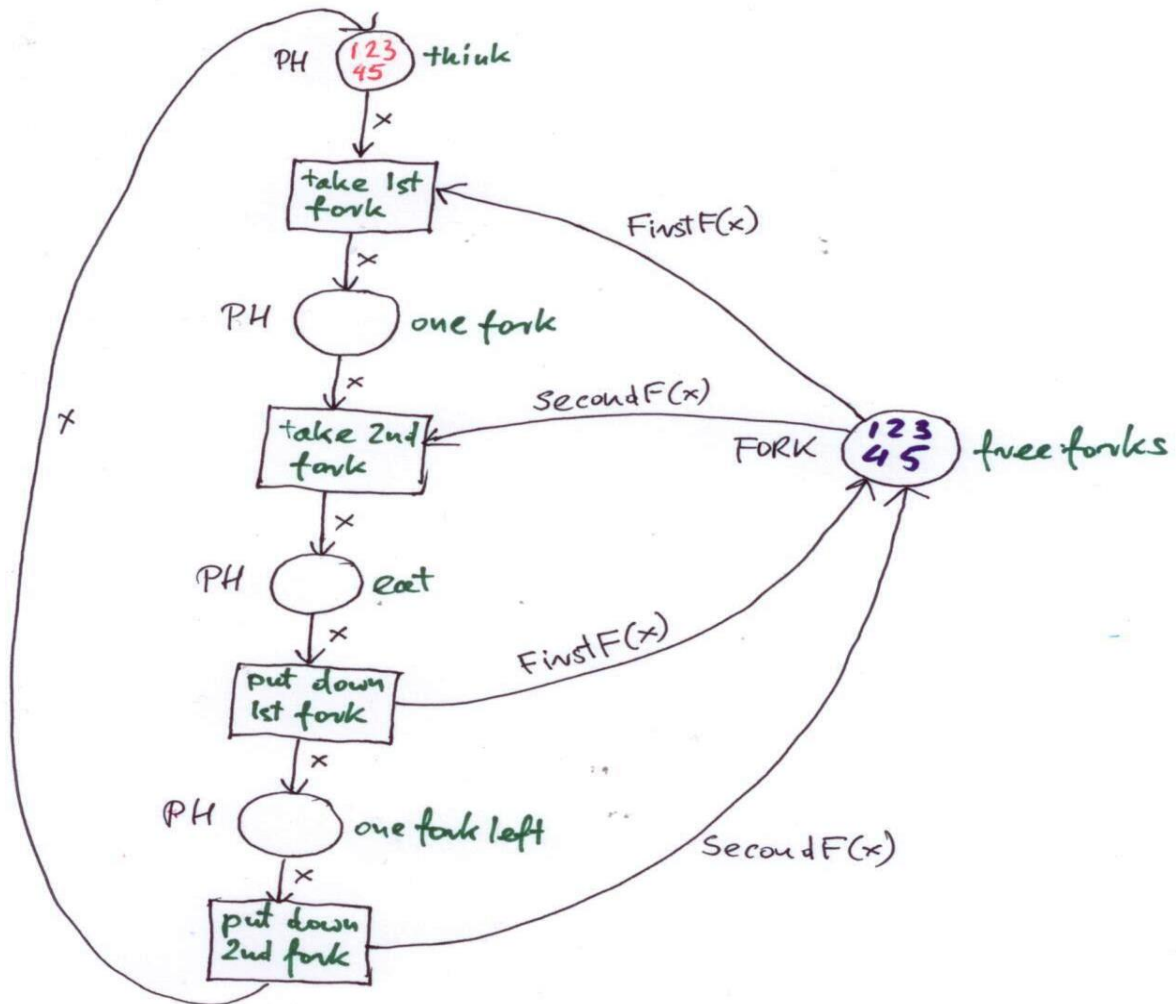 PH
123
45
think
x
take 1st
fork
FirstF(x)
x
PH
one fork
x
SecondF(x)
take 2nd
fork
FORK
123
45
free forks
x
x
PH
eat
x
FirstF(x)
put down
1st fork
x
PH
one fork left
SecondF(x)
x
put down
2nd fork